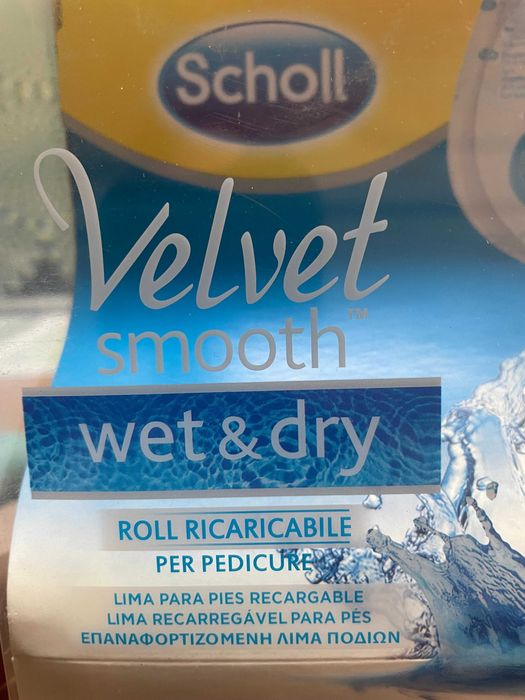 Scholl
Velvet
smooth™
wet & dry
ROLL RICARICABILE
PER PEDICURE
LIMA PARA PIES RECARGABLE
LIMA RECARREGÁVEL PARA PÉS
ΕΠΑΝΑΦΟΡΤΙΖΟΜΕΝΗ ΛΙΜΑ ΠΟΔΙΩΝ